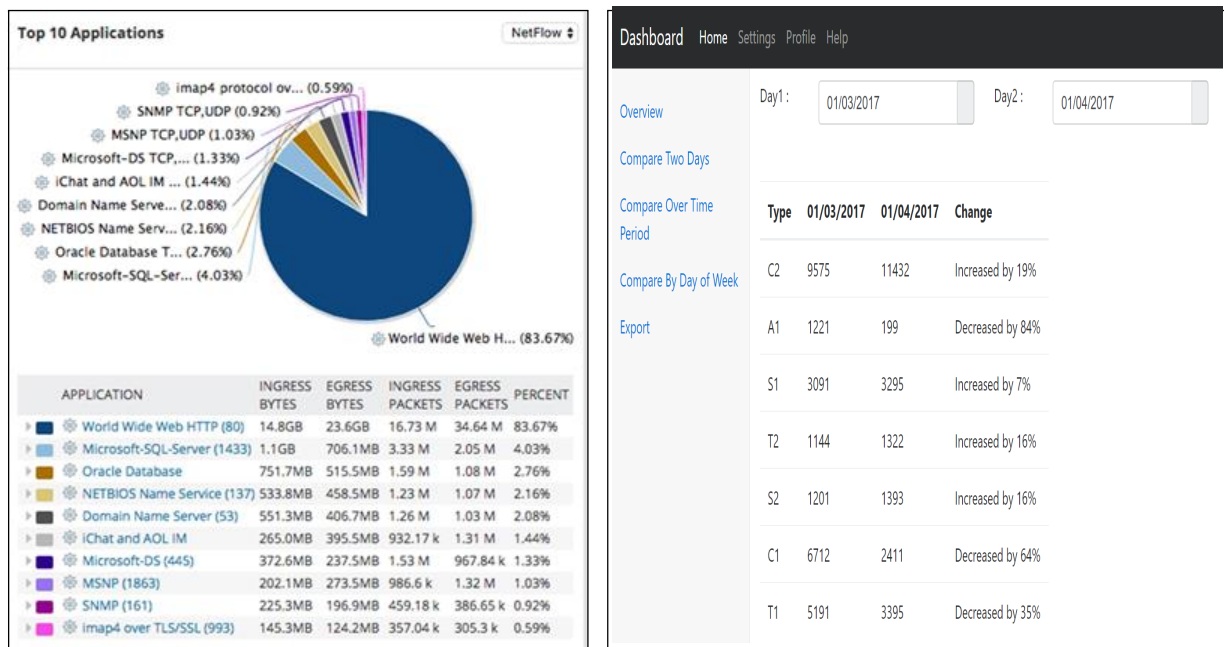 Top 10 Applications
NetFlow
imap4 protocol ov... (0.59%)
SNMP TCP,UDP (0.92%)
MSNP TCP,UDP (1.03%)
Microsoft-DS TCP,... (1.33%)
iChat and AOL IM ... (1.44%)
Domain Name Serve... (2.08%)
NETBIOS Name Serv... (2.16%)
Oracle Database T... (2.76%)
Microsoft-SQL-Ser... (4.03%)
World Wide Web H... (83.67%)
APPLICATION INGRESS BYTES EGRESS BYTES INGRESS PACKETS EGRESS PACKETS PERCENT
World Wide Web HTTP (80) 14.8GB 23.6GB 16.73 M 34.64 M 83.67%
Microsoft-SQL-Server (1433) 1.1GB 706.1MB 3.33 M 2.05 M 4.03%
Oracle Database 751.7MB 515.5MB 1.59 M 1.08 M 2.76%
NETBIOS Name Service (137) 533.8MB 458.5MB 1.23 M 1.07 M 2.16%
Domain Name Server (53) 551.3MB 406.7MB 1.26 M 1.03 M 2.08%
iChat and AOL IM 265.0MB 395.5MB 932.17 k 1.31 M 1.44%
Microsoft-DS (445) 372.6MB 237.5MB 1.53 M 967.84 k 1.33%
MSNP (1863) 202.1MB 273.5MB 986.6 k 1.32 M 1.03%
SNMP (161) 225.3MB 196.9MB 459.18 k 386.65 k 0.92%
imap4 over TLS/SSL (993) 145.3MB 124.2MB 357.04 k 305.3 k 0.59%
Dashboard Home Settings Profile Help
Overview
Compare Two Days
Compare Over Time
Period
Compare By Day of Week
Export
Day1 : 01/03/2017 Day2 : 01/04/2017
Type 01/03/2017 01/04/2017 Change
C2 9575 11432 Increased by 19%
A1 1221 199 Decreased by 84%
S1 3091 3295 Increased by 7%
T2 1144 1322 Increased by 16%
S2 1201 1393 Increased by 16%
C1 6712 2411 Decreased by 64%
T1 5191 3395 Decreased by 35%